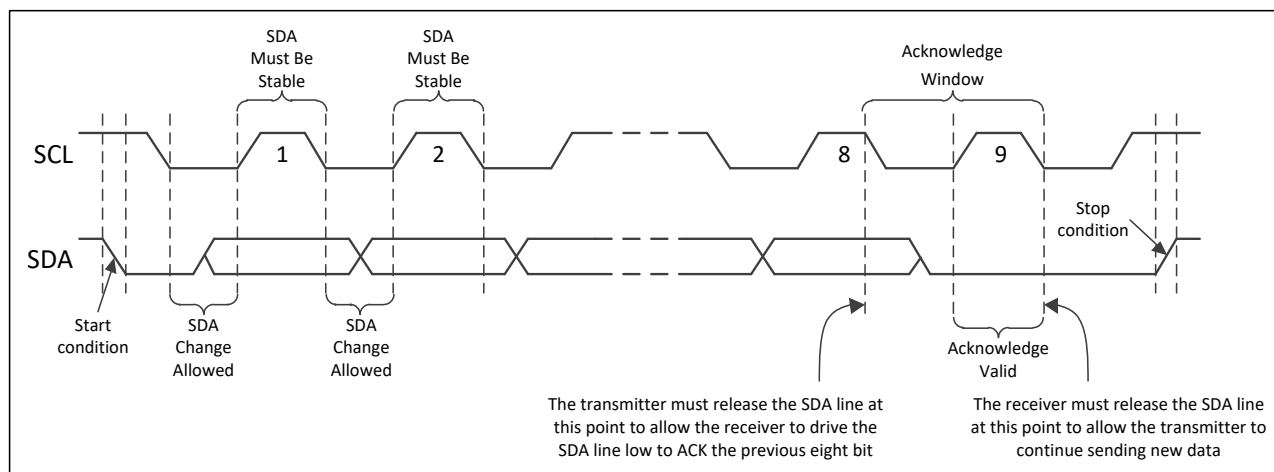 SDA
Must Be
Stable
SDA
Must Be
Stable
Acknowledge
Window
SCL
1
2
8
9
Stop
condition
SDA
Start
condition
SDA
Change
Allowed
SDA
Change
Allowed
Acknowledge
Valid
The transmitter must release the SDA line at
this point to allow the receiver to drive the
SDA line low to ACK the previous eight bit
The receiver must release the SDA line
at this point to allow the transmitter to
continue sending new data